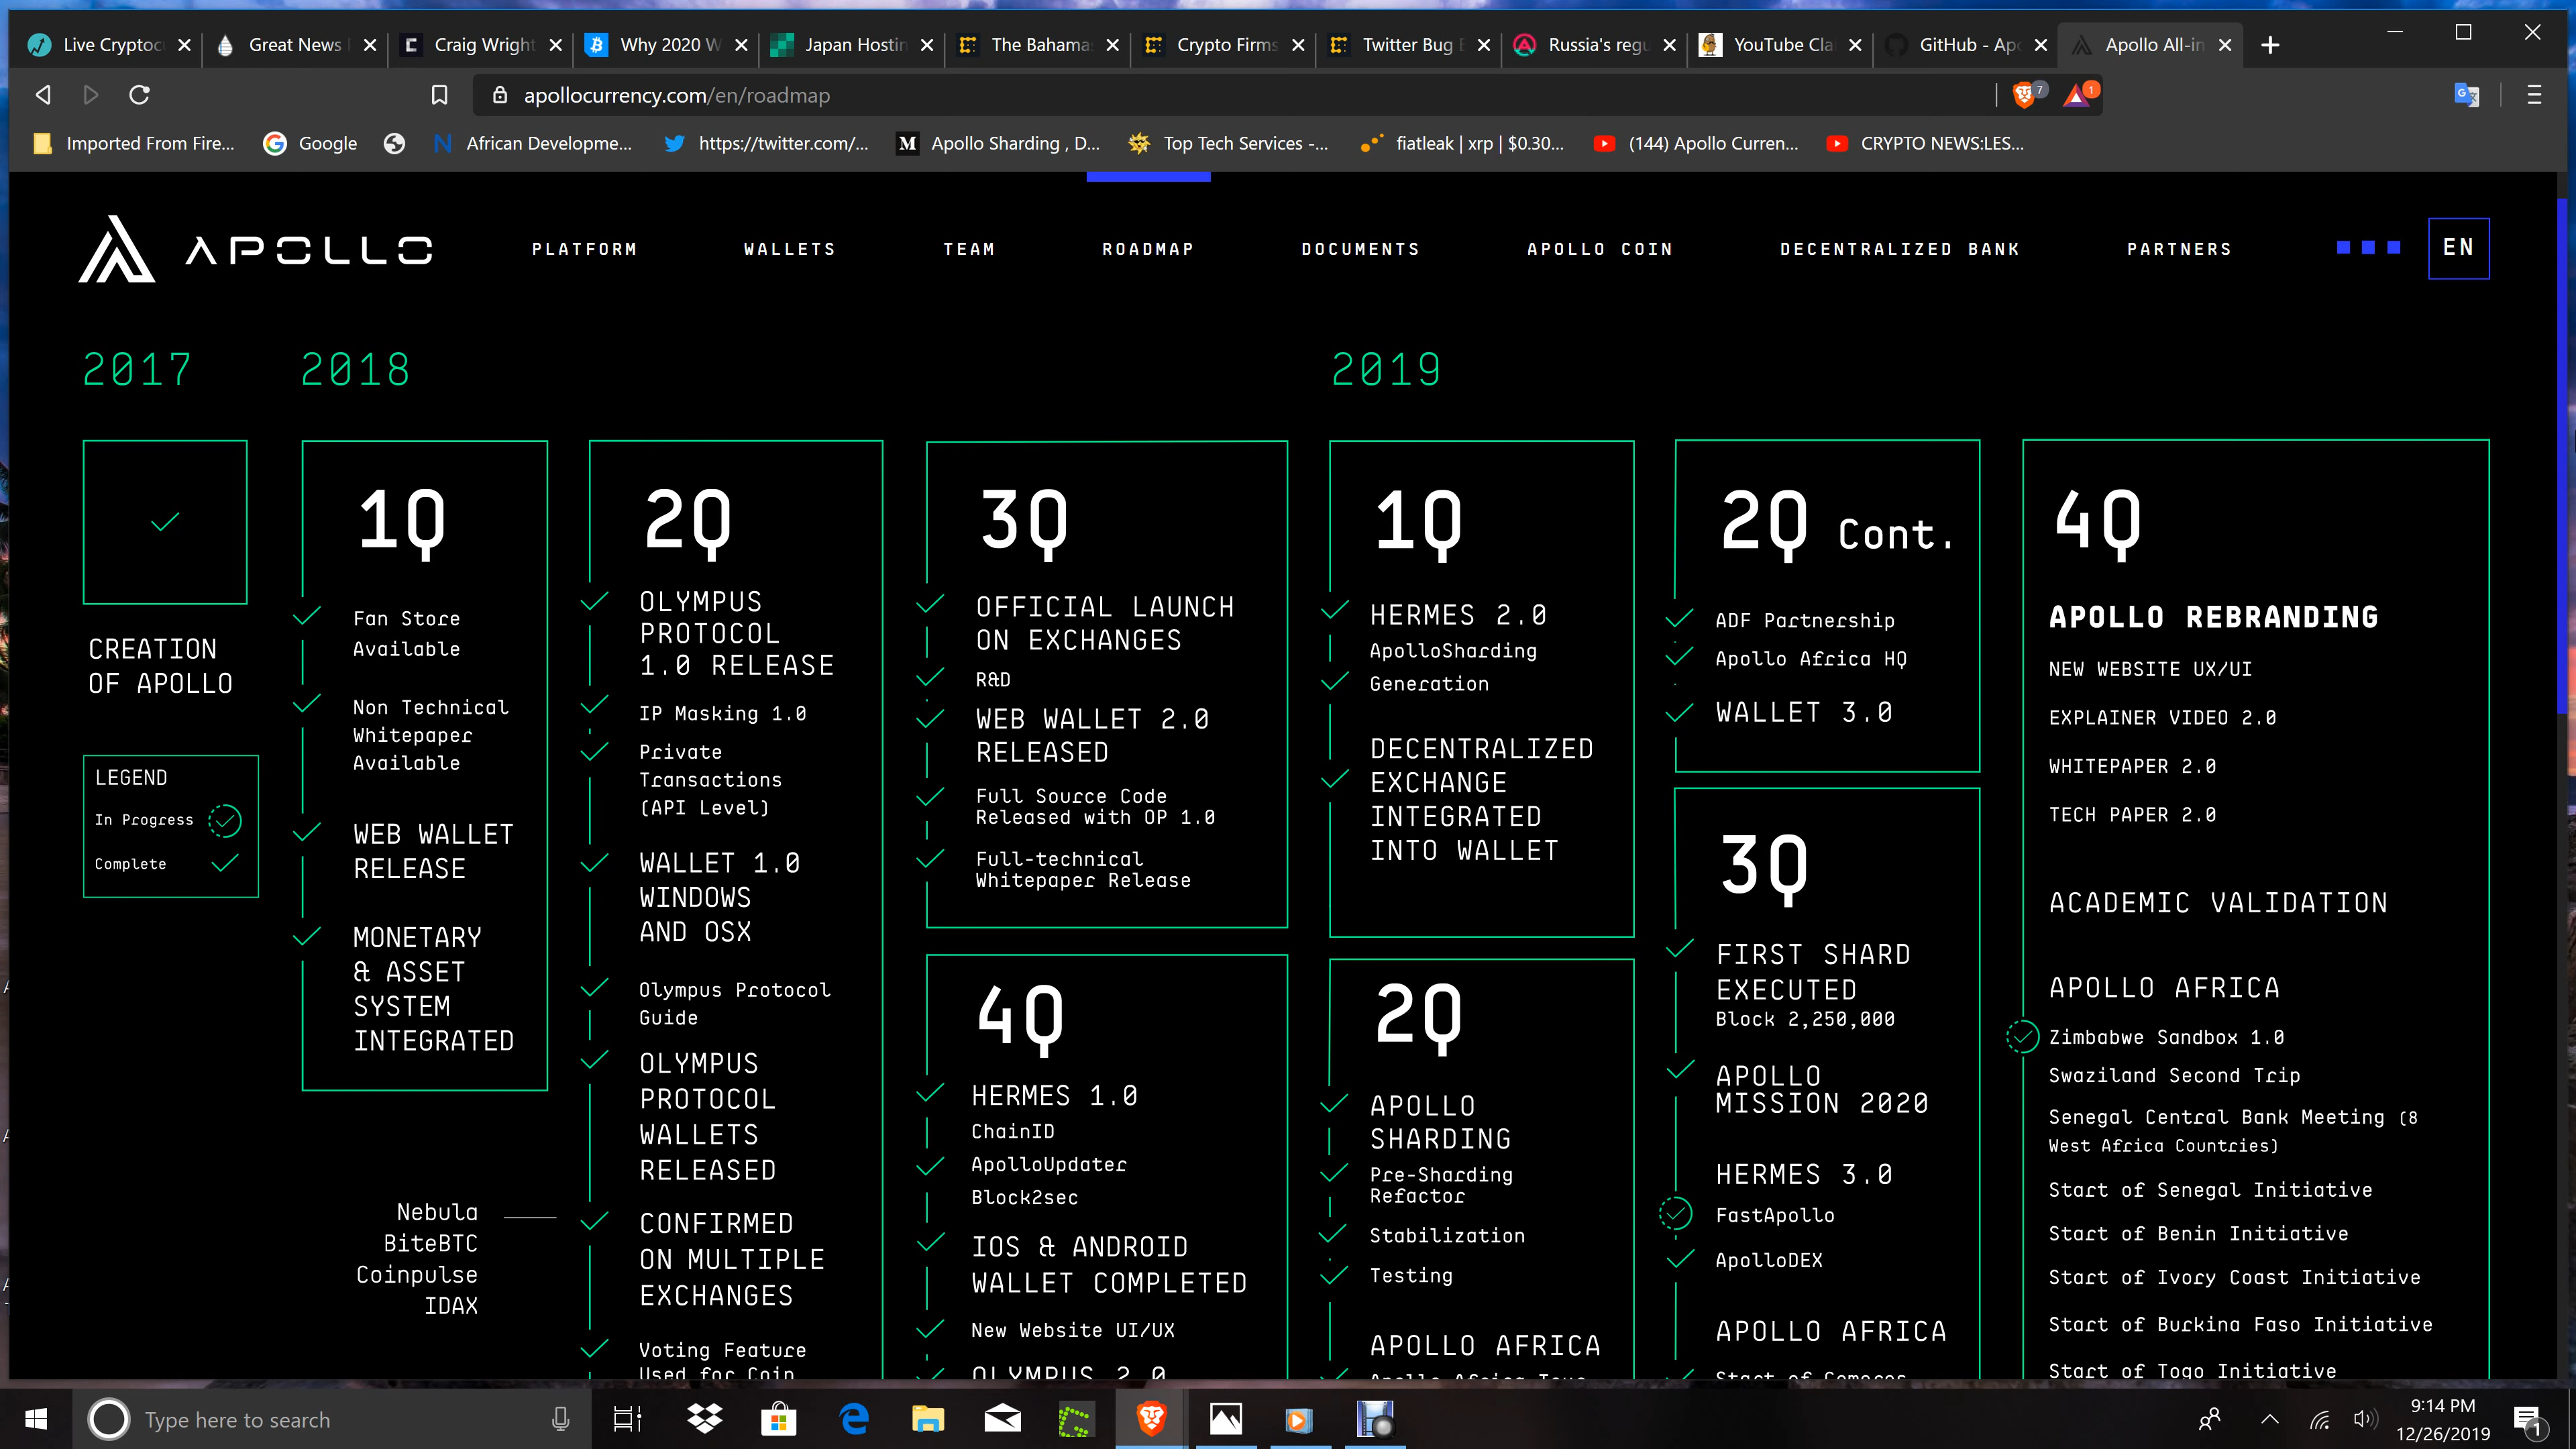 Live Cryptoc
Great News
Craig Wright
Why 2020 W
Japan Hostin
The Bahama
Crypto Firms
Twitter Bug
Russia's regu
YouTube Cla
GitHub - Apo
Apollo All-in
apollocurrency.com/en/roadmap
7
1
Imported From Fire...
Google
African Developme...
https://twitter.com/...
Apollo Sharding , D...
Top Tech Services -...
fiatleak | xrp | $0.30...
(144) Apollo Curren...
CRYPTO NEWS:LES...
APOLLO
PLATFORM
WALLETS
TEAM
ROADMAP
DOCUMENTS
APOLLO COIN
DECENTRALIZED BANK
PARTNERS
EN
2017
CREATION
OF APOLLO
LEGEND
In Progress
Complete
2018
1Q
Fan Store
Available
Non Technical
Whitepaper
Available
WEB WALLET
RELEASE
MONETARY
& ASSET
SYSTEM
INTEGRATED
Nebula
BiteBTC
Coinpulse
IDAX
2Q
OLYMPUS
PROTOCOL
1.0 RELEASE
IP Masking 1.0
Private
Transactions
(API Level)
WALLET 1.0
WINDOWS
AND OSX
Olympus Protocol
Guide
OLYMPUS
PROTOCOL
WALLETS
RELEASED
CONFIRMED
ON MULTIPLE
EXCHANGES
Voting Feature
Used for Coin
3Q
OFFICIAL LAUNCH
ON EXCHANGES
R&D
WEB WALLET 2.0
RELEASED
Full Source Code
Released with OP 1.0
Full-technical
Whitepaper Release
4Q
HERMES 1.0
ChainID
ApolloUpdater
Block2sec
IOS & ANDROID
WALLET COMPLETED
New Website UI/UX
OLYMPUS 2.0
2019
1Q
HERMES 2.0
ApolloSharding
Generation
DECENTRALIZED
EXCHANGE
INTEGRATED
INTO WALLET
2Q
APOLLO
SHARDING
Pre-Sharding
Refactor
Stabilization
Testing
APOLLO AFRICA
2Q Cont.
ADF Partnership
Apollo Africa HQ
WALLET 3.0
3Q
FIRST SHARD
EXECUTED
Block 2,250,000
APOLLO
MISSION 2020
HERMES 3.0
FastApollo
ApolloDEX
APOLLO AFRICA
4Q
APOLLO REBRANDING
NEW WEBSITE UX/UI
EXPLAINER VIDEO 2.0
WHITEPAPER 2.0
TECH PAPER 2.0
ACADEMIC VALIDATION
APOLLO AFRICA
Zimbabwe Sandbox 1.0
Swaziland Second Trip
Senegal Central Bank Meeting (8
West Africa Countries)
Start of Senegal Initiative
Start of Benin Initiative
Start of Ivory Coast Initiative
Start of Burkina Faso Initiative
Start of Togo Initiative
Type here to search
9:14 PM
12/26/2019
1